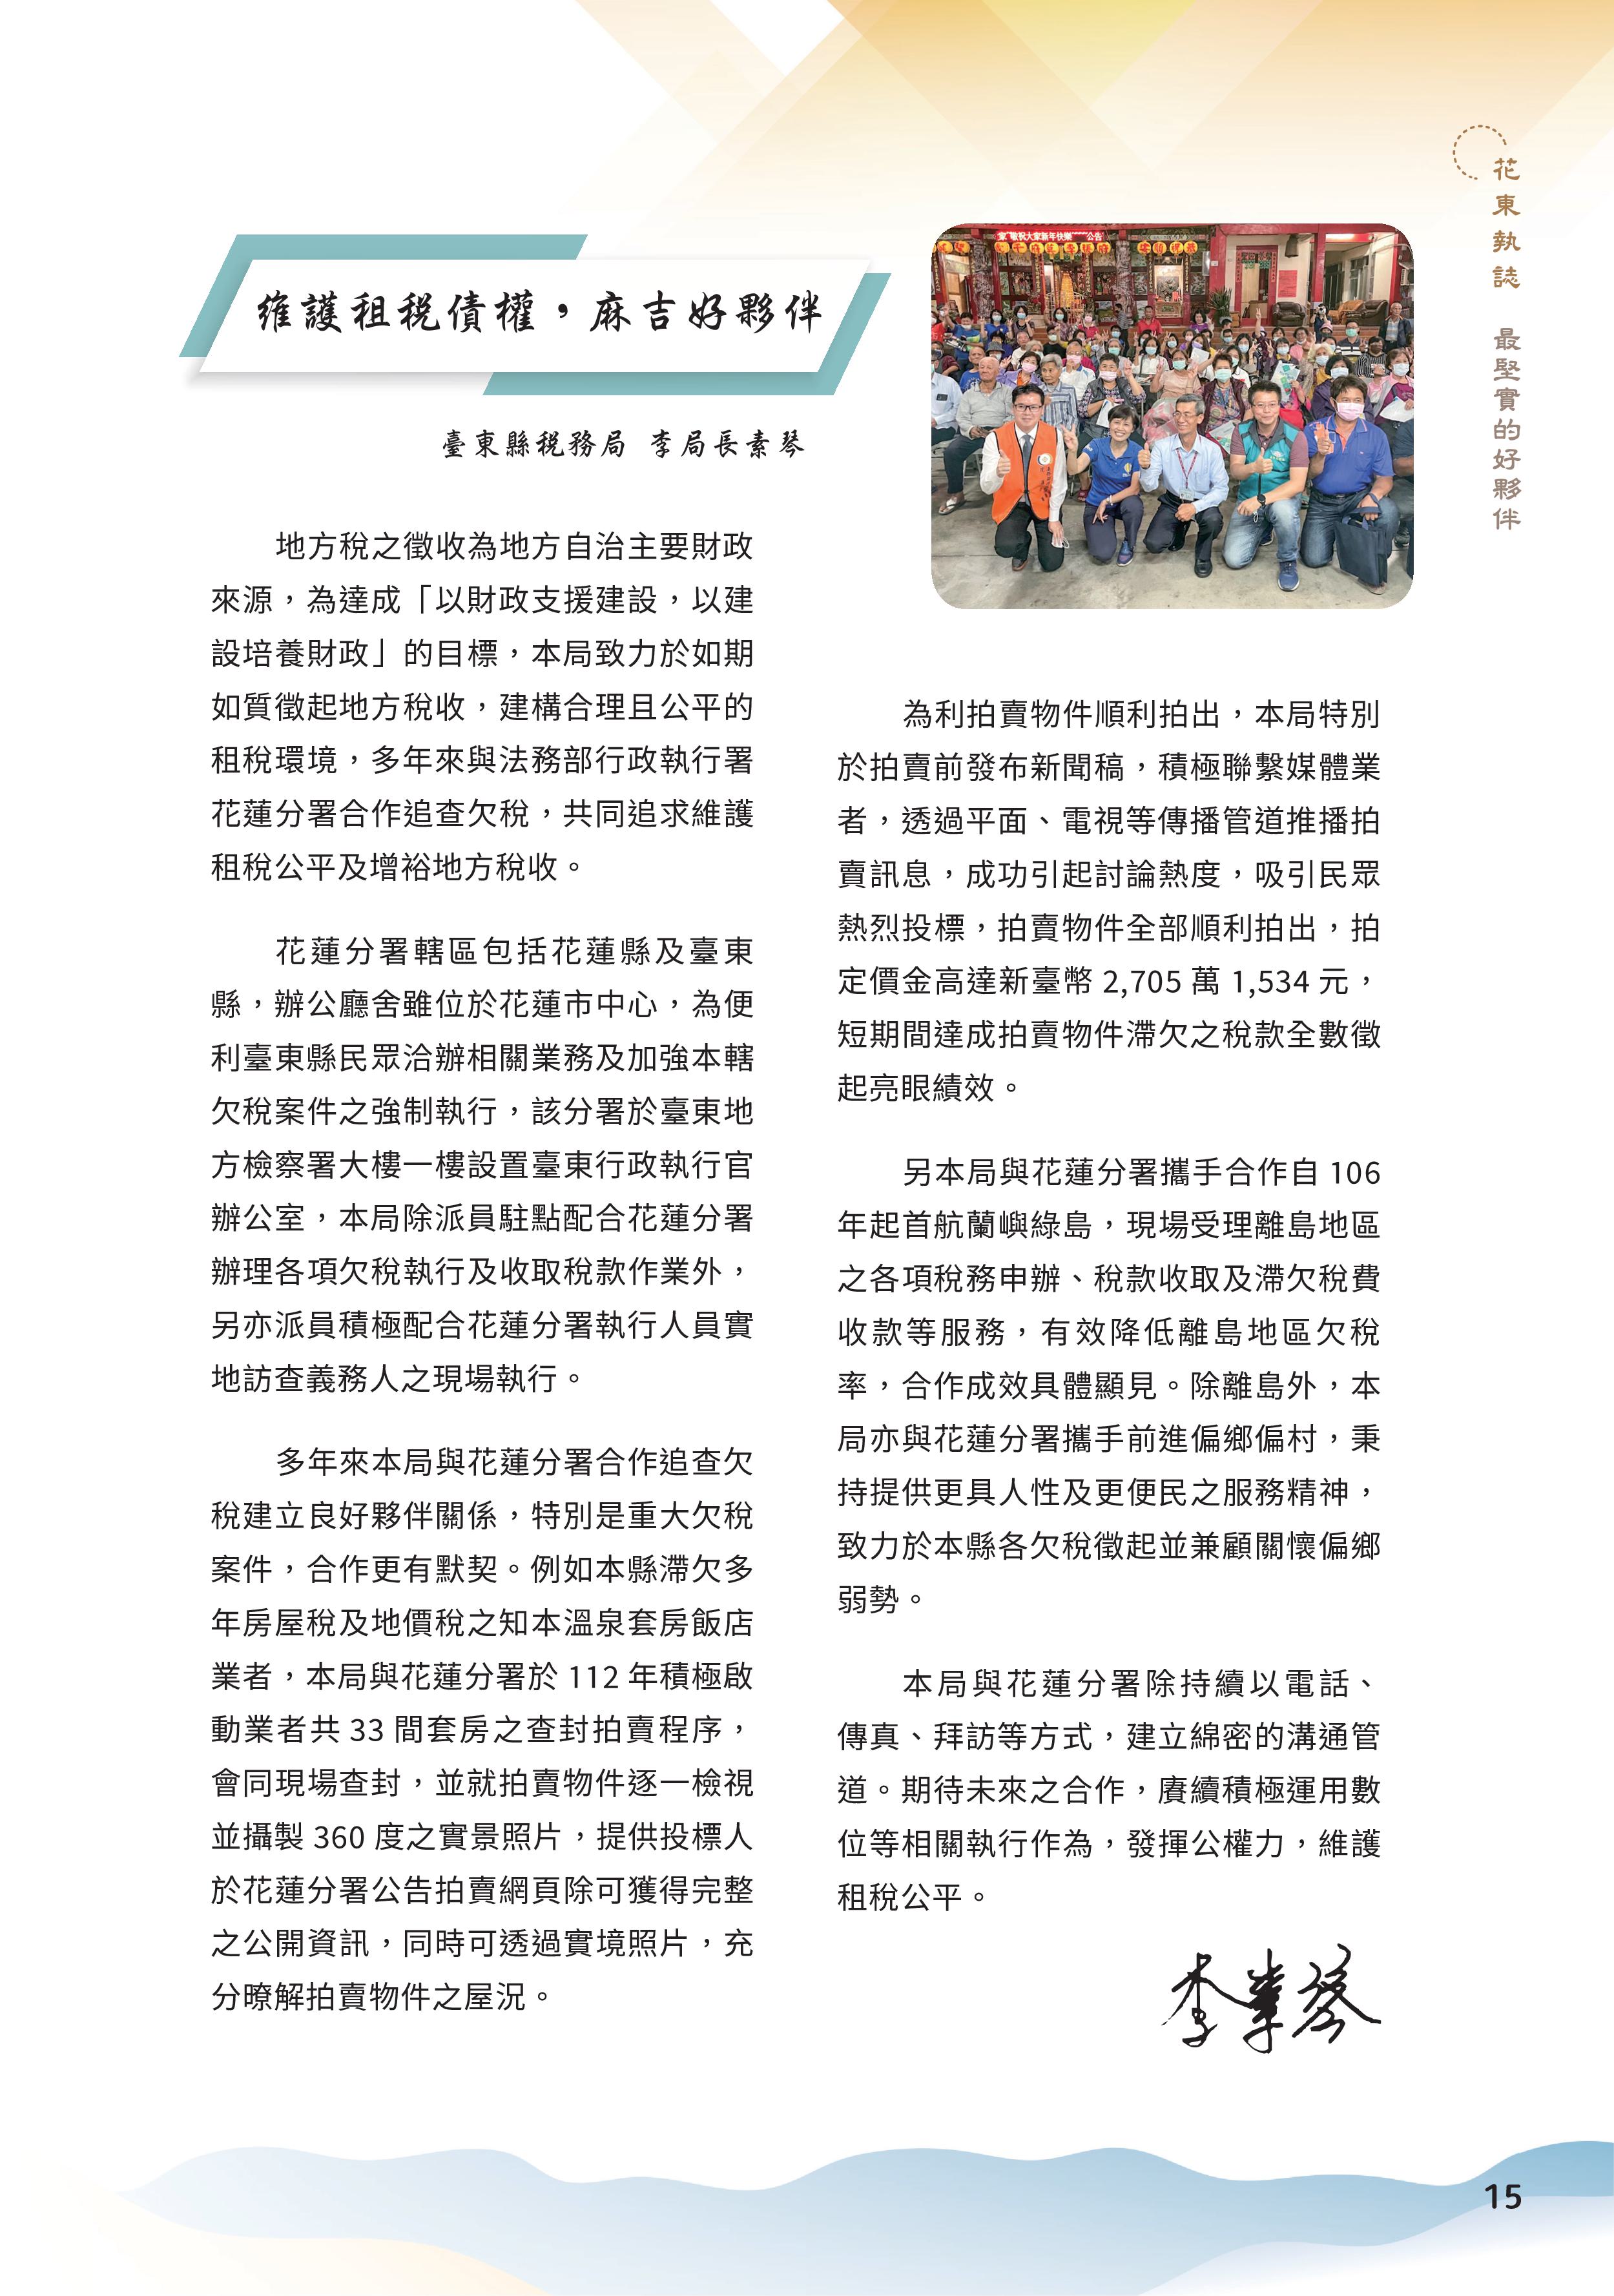 花東執誌 最堅實的好夥伴
維護租稅債權，麻吉好夥伴
臺東縣稅務局 李局長素琴
地方稅之徵收為地方自治主要財政
來源，為達成「以財政支援建設，以建
設培養財政」的目標，本局致力於如期
如質徵起地方稅收，建構合理且公平的
租稅環境，多年來與法務部行政執行署
花蓮分署合作追查欠稅，共同追求維護
租稅公平及增裕地方稅收。
花蓮分署轄區包括花蓮縣及臺東
縣，辦公廳舍雖位於花蓮市中心，為便
利臺東縣民眾洽辦相關業務及加強本轄
欠稅案件之強制執行，該分署於臺東地
方檢察署大樓一樓設置臺東行政執行官
辦公室，本局除派員駐點配合花蓮分署
辦理各項欠稅執行及收取稅款作業外，
另亦派員積極配合花蓮分署執行人員實
地訪查義務人之現場執行。
多年來本局與花蓮分署合作追查欠
稅建立良好夥伴關係，特別是重大欠稅
案件，合作更有默契。例如本縣滯欠多
年房屋稅及地價稅之知本溫泉套房飯店
業者，本局與花蓮分署於 112 年積極啟
動業者共 33 間套房之查封拍賣程序，
會同現場查封，並就拍賣物件逐一檢視
並攝製 360 度之實景照片，提供投標人
於花蓮分署公告拍賣網頁除可獲得完整
之公開資訊，同時可透過實境照片，充
分暸解拍賣物件之屋況。
敬祝大家新年快樂
公告
為利拍賣物件順利拍出，本局特別
於拍賣前發布新聞稿，積極聯繫媒體業
者，透過平面、電視等傳播管道推播拍
賣訊息，成功引起討論熱度，吸引民眾
熱烈投標，拍賣物件全部順利拍出，拍
定價金高達新臺幣 2,705 萬 1,534 元，
短期間達成拍賣物件滯欠之稅款全數徵
起亮眼績效。
另本局與花蓮分署攜手合作自 106
年起首航蘭嶼綠島，現場受理離島地區
之各項稅務申辦、稅款收取及滯欠稅費
收款等服務，有效降低離島地區欠稅
率，合作成效具體顯見。除離島外，本
局亦與花蓮分署攜手前進偏鄉偏村，秉
持提供更具人性及更便民之服務精神，
致力於本縣各欠稅徵起並兼顧關懷偏鄉
弱勢。
本局與花蓮分署除持續以電話、
傳真、拜訪等方式，建立綿密的溝通管
道。期待未來之合作，賡續積極運用數
位等相關執行作為，發揮公權力，維護
租稅公平。
李素琴
15